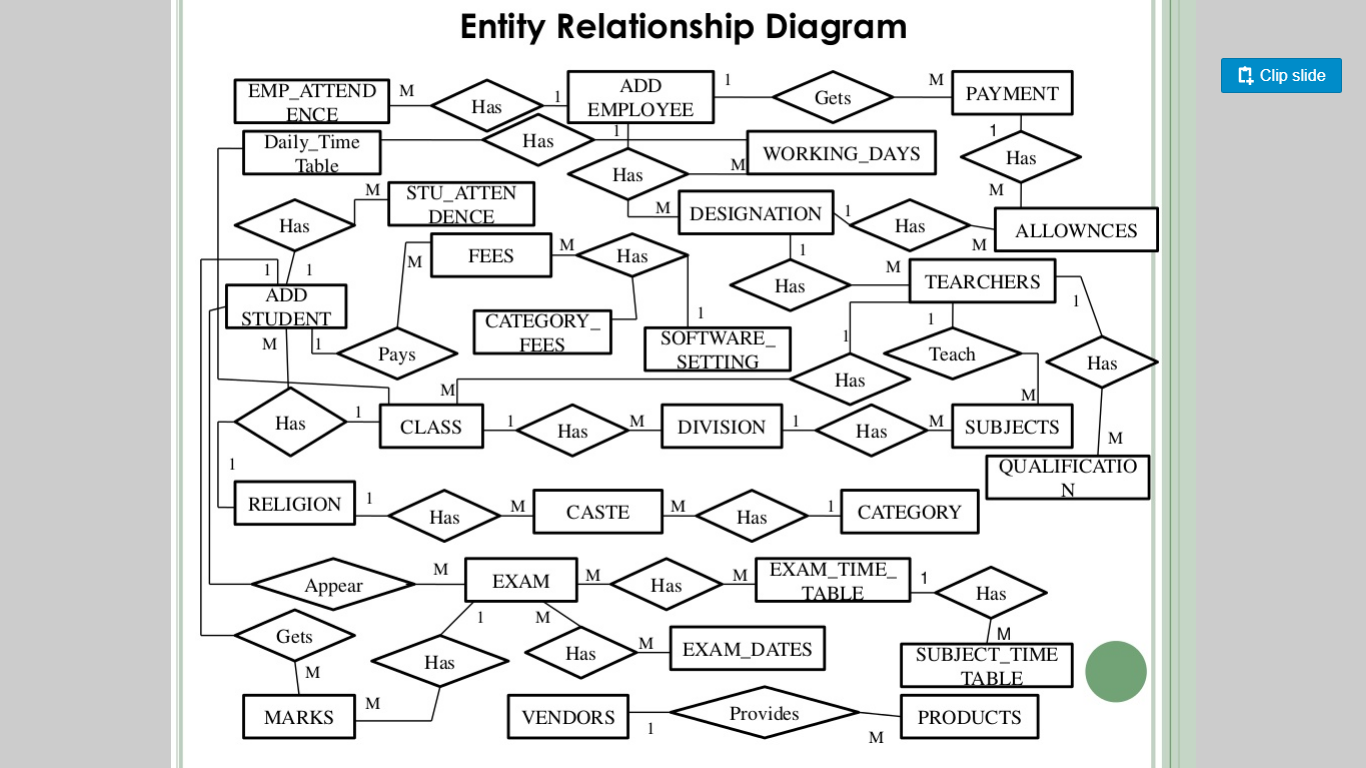 Entity Relationship Diagram
Clip slide
EMP_ATTEND
ENCE
M
Has
1
ADD
EMPLOYEE
1
Gets
M
PAYMENT
Daily_Time
Table
Has
1
WORKING_DAYS
1
Has
M
Has
M
M
STU_ATTEN
DENCE
M
Has
1
1
DESIGNATION
1
Has
M
ALLOWNCES
FEES
M
Has
M
1
Has
M
TEARCHERS
1
ADD
STUDENT
CATEGORY_
FEES
1
SOFTWARE_
SETTING
M
1
Pays
1
1
Teach
Has
M
Has
M
M
Has
1
CLASS
1
Has
M
DIVISION
1
Has
M
SUBJECTS
M
QUALIFICATIO
N
1
RELIGION
1
Has
M
CASTE
M
Has
1
CATEGORY
Appear
M
EXAM
M
Has
M
EXAM_TIME_
TABLE
1
Has
M
SUBJECT_TIME
TABLE
Gets
M
1
Has
M
M
Has
M
EXAM_DATES
MARKS
VENDORS
1
Provides
M
PRODUCTS